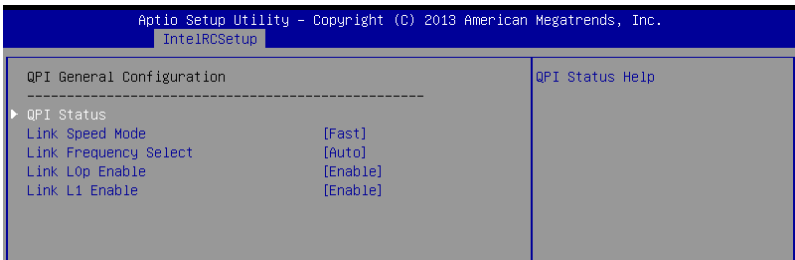 Aptio Setup Utility – Copyright (C) 2013 American Megatrends, Inc.
IntelRCSetup
QPI General Configuration
QPI Status Help
--------------------------------------------------
QPI Status
Link Speed Mode [Fast]
Link Frequency Select [Auto]
Link L0p Enable [Enable]
Link L1 Enable [Enable]